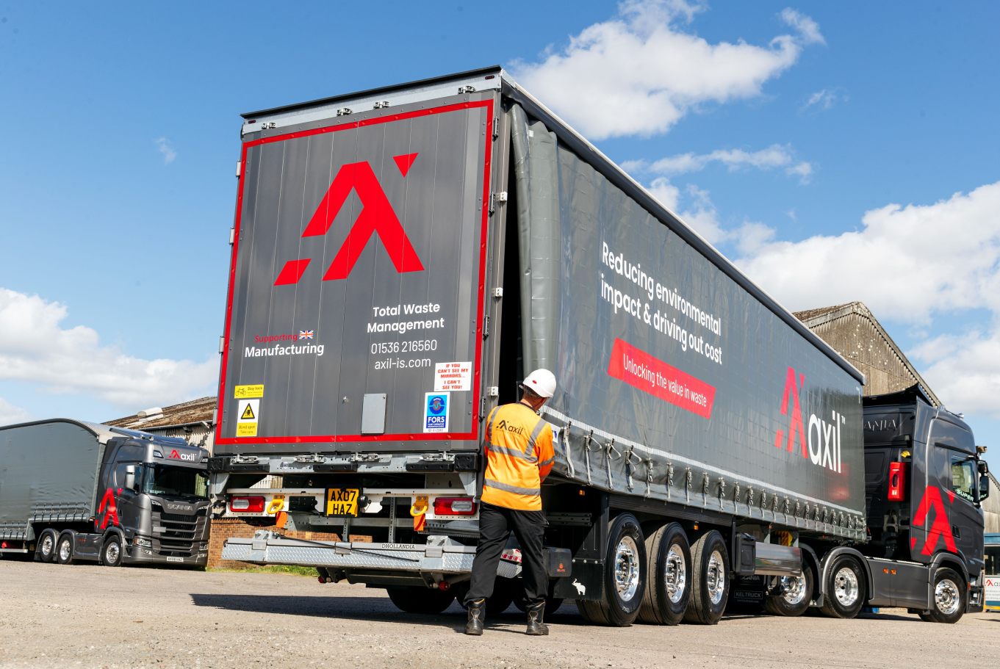 Total Waste
Management
01536 216560
axil-is.com
Supporting
Manufacturing
IF YOU
CAN'T SEE MY
MIRRORS...
I CAN'T
SEE YOU!
Stay back
Blind spot
Take care
FORS
AX07
HAZ
DHOLLANDIA
axil
Reducing environmental
impact & driving out cost
Unlocking the value in waste
axil™
SCANIA
SUPER
KELTRUCK
axil
SCANIA